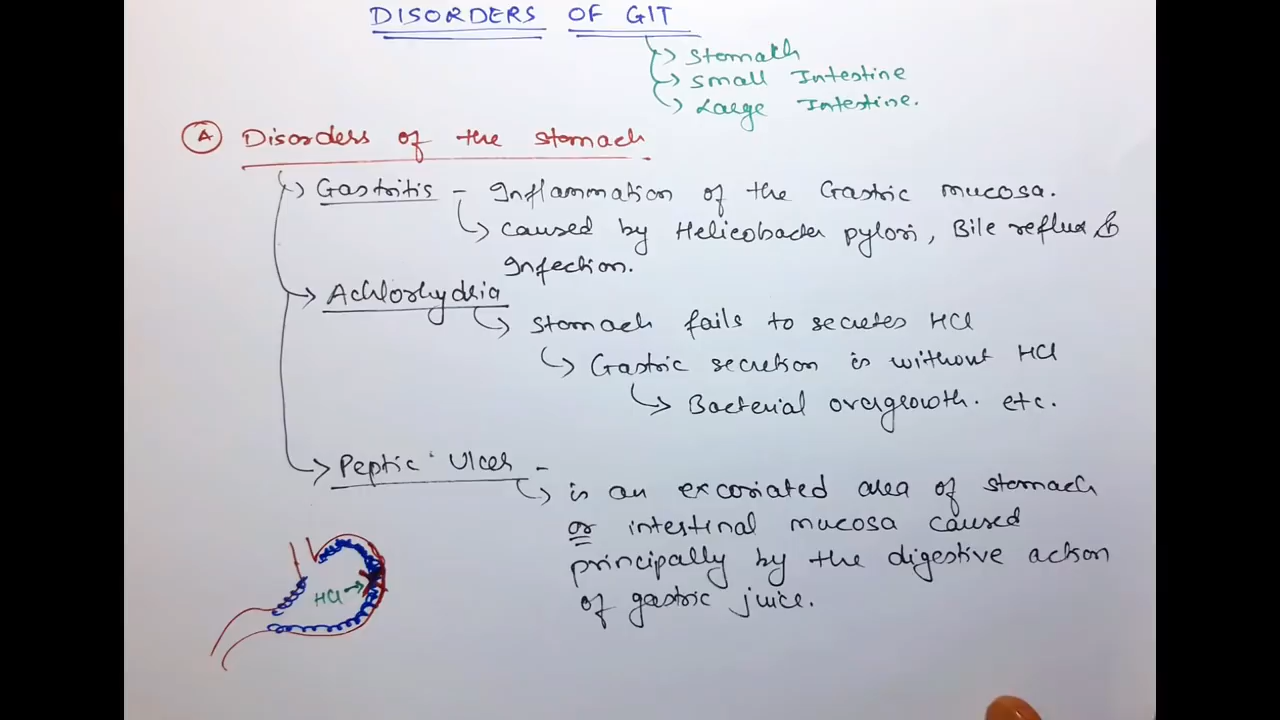 DISORDERS OF GIT
Stomach
Small Intestine
Large Intestine.
A Disorders of the stomach
Gastritis - Inflammation of the Gastric mucosa.
caused by Helicobacter pylori, Bile reflux &
Infection.
Achlorhydria
stomach fails to secretes HCl
Gastric secretion is without HCl
Bacterial overgrowth. etc.
Peptic Ulcer -
is an excoriated area of stomach
or intestinal mucosa caused
principally by the digestive action
of gastric juice.
HCl